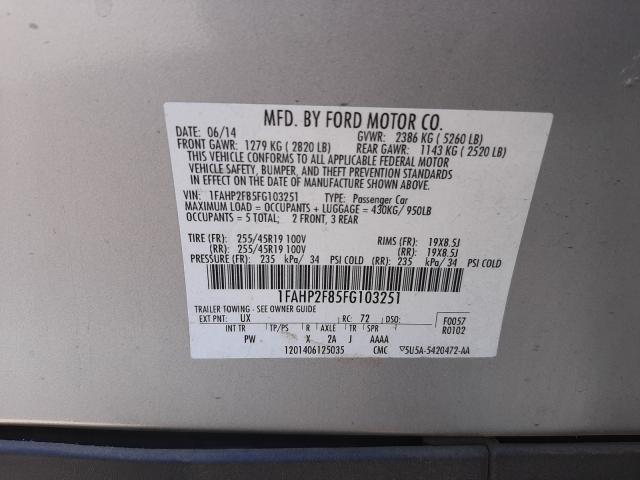 MFD. BY FORD MOTOR CO.
DATE: 06/14 GVWR: 2386 KG ( 5260 LB)
FRONT GAWR: 1279 KG ( 2820 LB) REAR GAWR: 1143 KG ( 2520 LB)
THIS VEHICLE CONFORMS TO ALL APPLICABLE FEDERAL MOTOR
VEHICLE SAFETY, BUMPER, AND THEFT PREVENTION STANDARDS
IN EFFECT ON THE DATE OF MANUFACTURE SHOWN ABOVE.
VIN: 1FAHP2F85FG103251 TYPE: Passenger Car
MAXIMUM LOAD = OCCUPANTS + LUGGAGE = 430KG/ 950LB
OCCUPANTS = 5 TOTAL; 2 FRONT, 3 REAR
TIRE (FR): 255/45R19 100V RIMS (FR): 19X8.5J
(RR): 255/45R19 100V (RR): 19X8.5J
PRESSURE (FR): 235 kPa/ 34 PSI COLD (RR): 235 kPa/ 34 PSI COLD
1FAHP2F85FG103251
TRAILER TOWING - SEE OWNER GUIDE
EXT PNT: UX RC: 72 DSO: F0057
INT TR TP/PS R AXLE TR SPR R0102
PW X 2A J AAAA
1201406125035 CMC ▽5U5A-5420472-AA